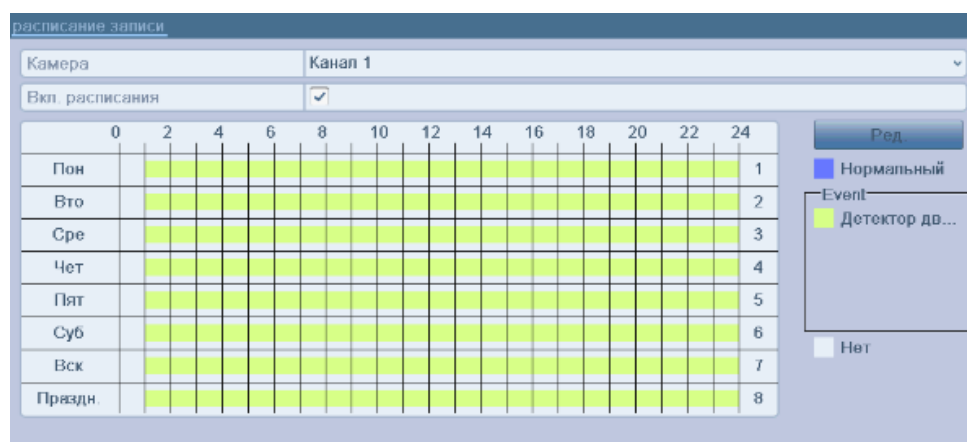 расписание записи
Камера Канал 1
Вкл. расписания
0 2 4 6 8 10 12 14 16 18 20 22 24
Ред.
Пон 1
Нормальный
Event
Вто 2
Детектор дв...
Сре 3
Чет 4
Пят 5
Суб 6
Нет
Вск 7
Праздн. 8